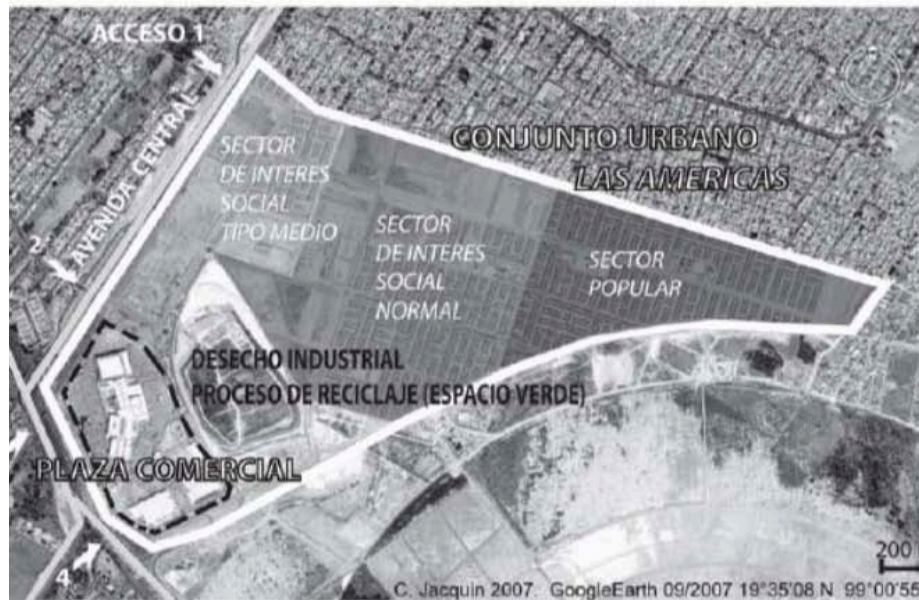 ACCESO 1
AVENIDA CENTRAL
2
SECTOR
DE INTERES
SOCIAL
TIPO MEDIO
CONJUNTO URBANO
LAS AMERICAS
SECTOR
DE INTERES
SOCIAL
NORMAL
SECTOR
POPULAR
DESECHO INDUSTRIAL
PROCESO DE RECICLAJE (ESPACIO VERDE)
PLAZA COMERCIAL
4
200
C. Jacquin 2007. GoogleEarth 09/2007 19°35'08 N 99°00'55